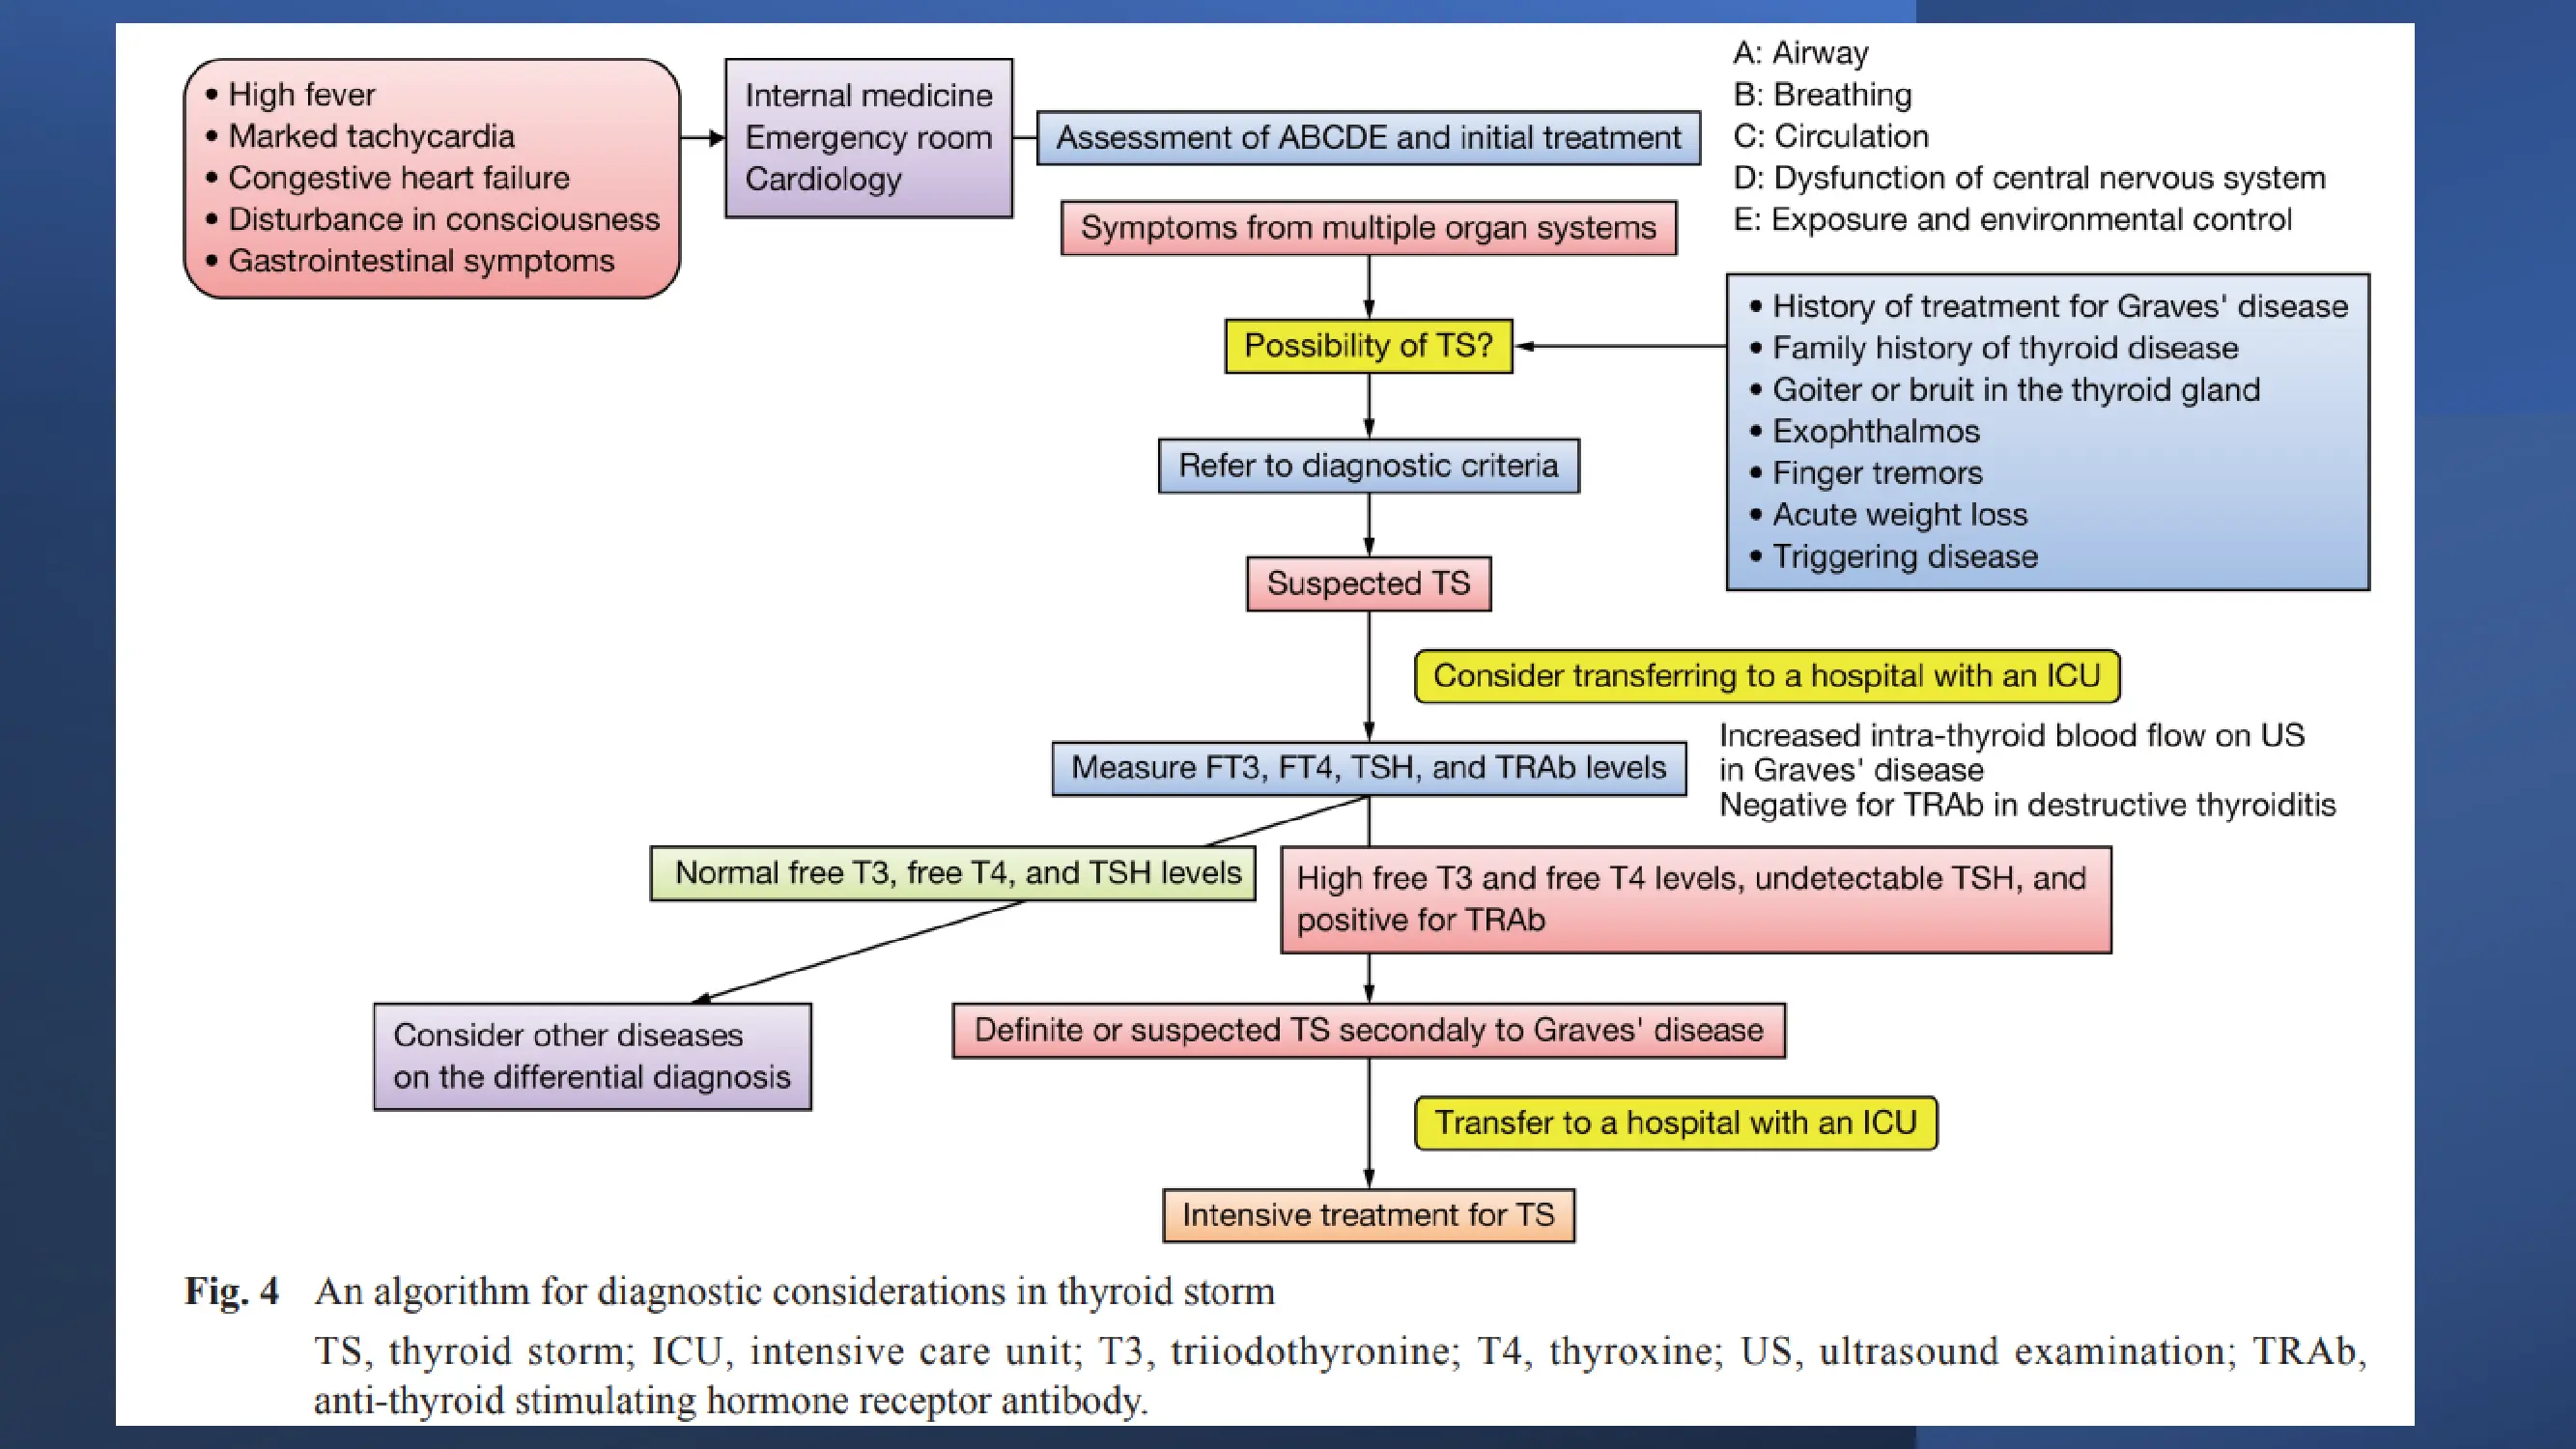 • High fever
• Marked tachycardia
• Congestive heart failure
• Disturbance in consciousness
• Gastrointestinal symptoms
Internal medicine
Emergency room
Cardiology
Assessment of ABCDE and initial treatment
A: Airway
B: Breathing
C: Circulation
D: Dysfunction of central nervous system
E: Exposure and environmental control
Symptoms from multiple organ systems
Possibility of TS?
• History of treatment for Graves' disease
• Family history of thyroid disease
• Goiter or bruit in the thyroid gland
• Exophthalmos
• Finger tremors
• Acute weight loss
• Triggering disease
Refer to diagnostic criteria
Suspected TS
Consider transferring to a hospital with an ICU
Measure FT3, FT4, TSH, and TRAb levels
Increased intra-thyroid blood flow on US
in Graves' disease
Negative for TRAb in destructive thyroiditis
Normal free T3, free T4, and TSH levels
High free T3 and free T4 levels, undetectable TSH, and
positive for TRAb
Consider other diseases
on the differential diagnosis
Definite or suspected TS secondaly to Graves' disease
Transfer to a hospital with an ICU
Intensive treatment for TS
Fig. 4 An algorithm for diagnostic considerations in thyroid storm
TS, thyroid storm; ICU, intensive care unit; T3, triiodothyronine; T4, thyroxine; US, ultrasound examination; TRAb,
anti-thyroid stimulating hormone receptor antibody.